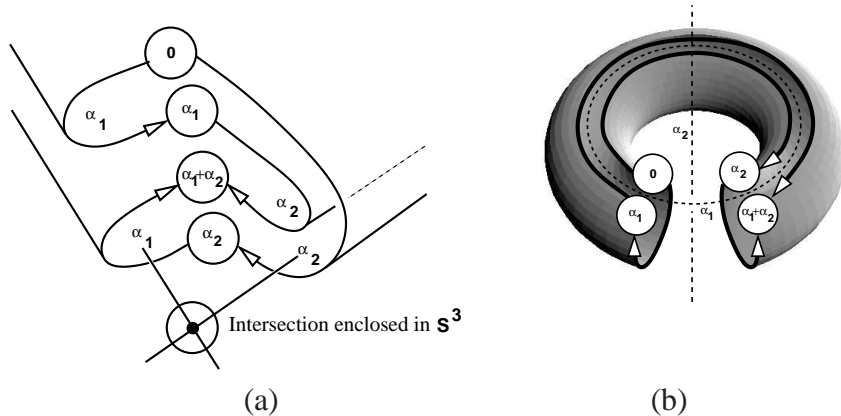 0
α₁
α₁
α₁+α₂
α₂
α₁
α₂
α₂
Intersection enclosed in S³
(a)
α₂
0
α₂
α₁
α₁
α₁+α₂
(b)